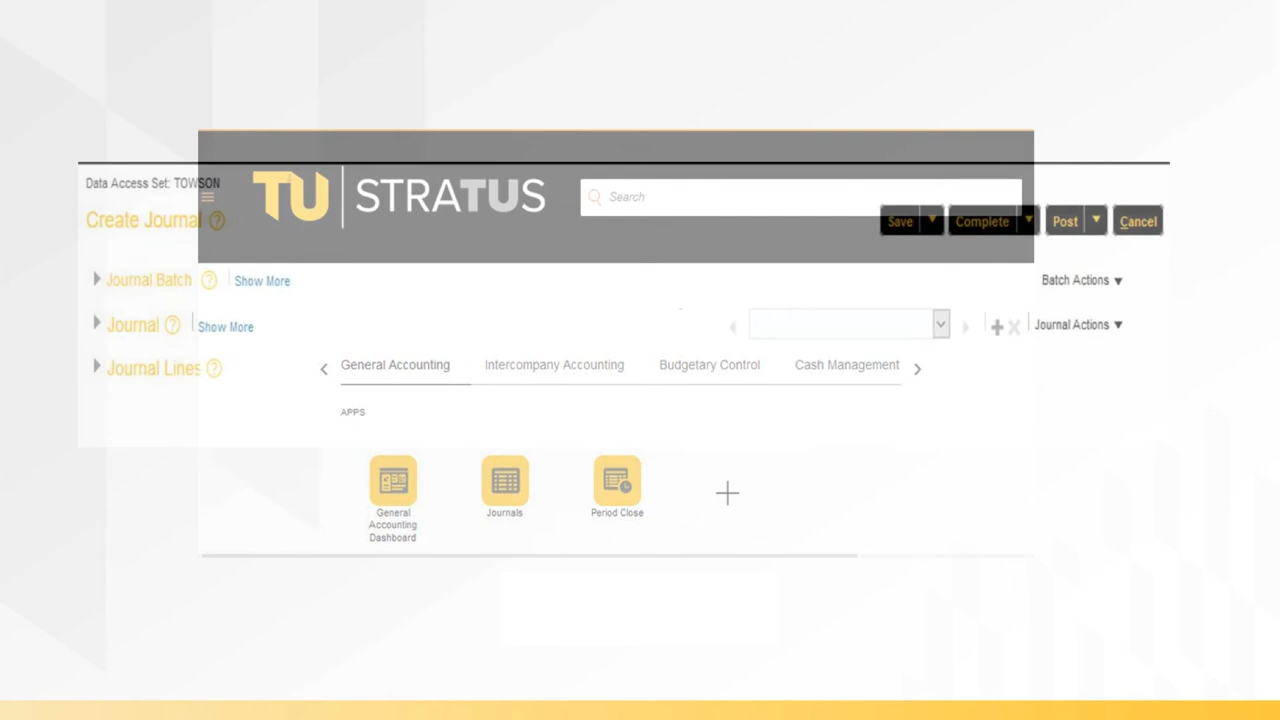 Data Access Set: TOWSON
TU STRATUS
Search
Create Journal ?
Save Complete Post Cancel
Journal Batch ? Show More Batch Actions
Journal ? Show More Journal Actions
Journal Lines ?
General Accounting Intercompany Accounting Budgetary Control Cash Management
APPS
General
Accounting
Dashboard
Journals
Period Close